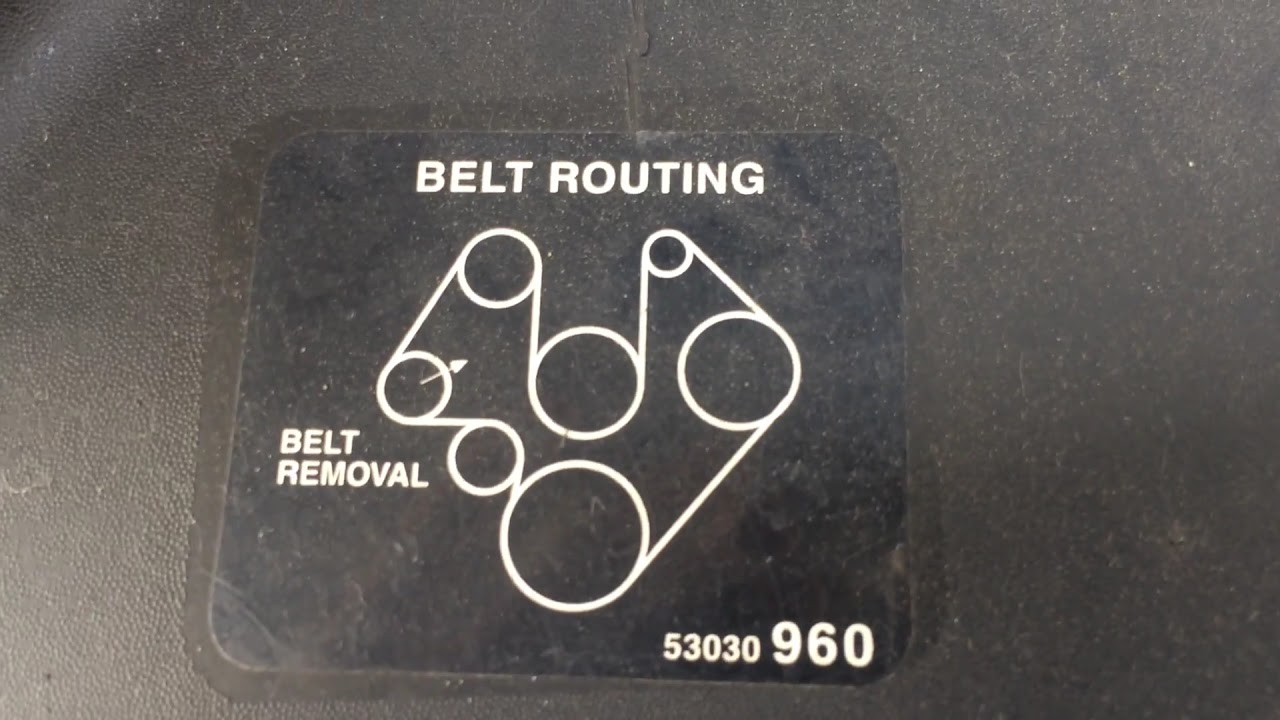 BELT ROUTING
BELT
REMOVAL
53030 960